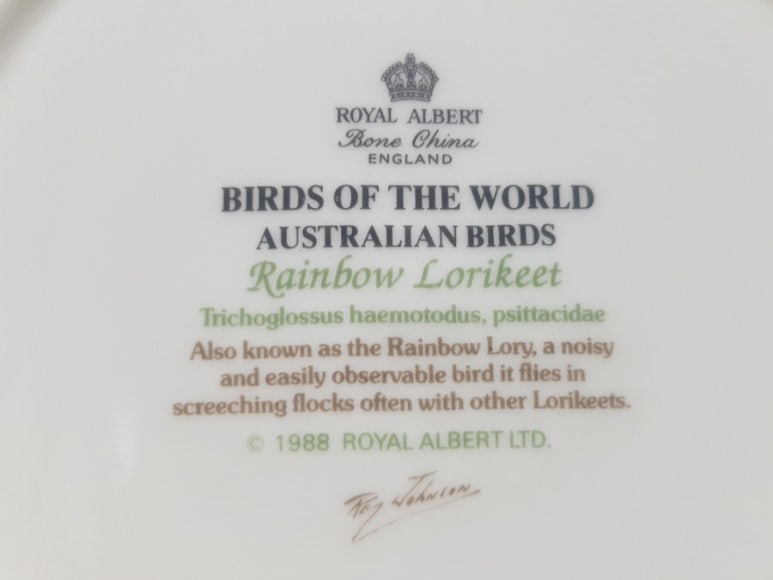 ROYAL ALBERT
Bone China
ENGLAND
BIRDS OF THE WORLD
AUSTRALIAN BIRDS
Rainbow Lorikeet
Trichoglossus haemotodus, psittacidae
Also known as the Rainbow Lory, a noisy
and easily observable bird it flies in
screeching flocks often with other Lorikeets.
© 1988 ROYAL ALBERT LTD.
Ray Johnson